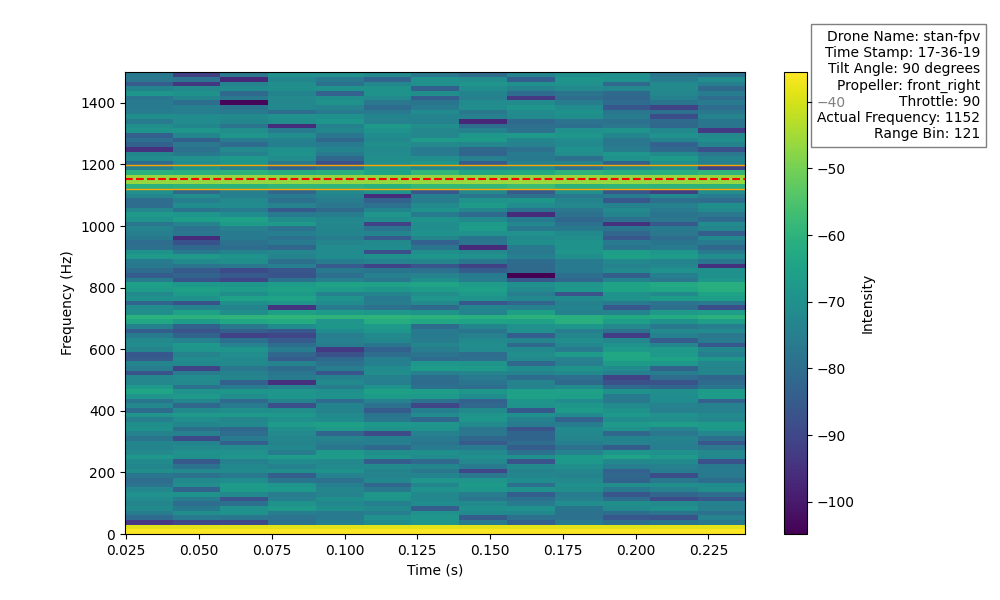 Drone Name: stan-fpv
Time Stamp: 17-36-19
Tilt Angle: 90 degrees
Propeller: front_right
Throttle: 90
Actual Frequency: 1152
Range Bin: 121
Frequency (Hz)
1400
1200
1000
800
600
400
200
0
0.025
0.050
0.075
0.100
0.125
0.150
0.175
0.200
0.225
Time (s)
−40
−50
−60
−70
−80
−90
−100
Intensity